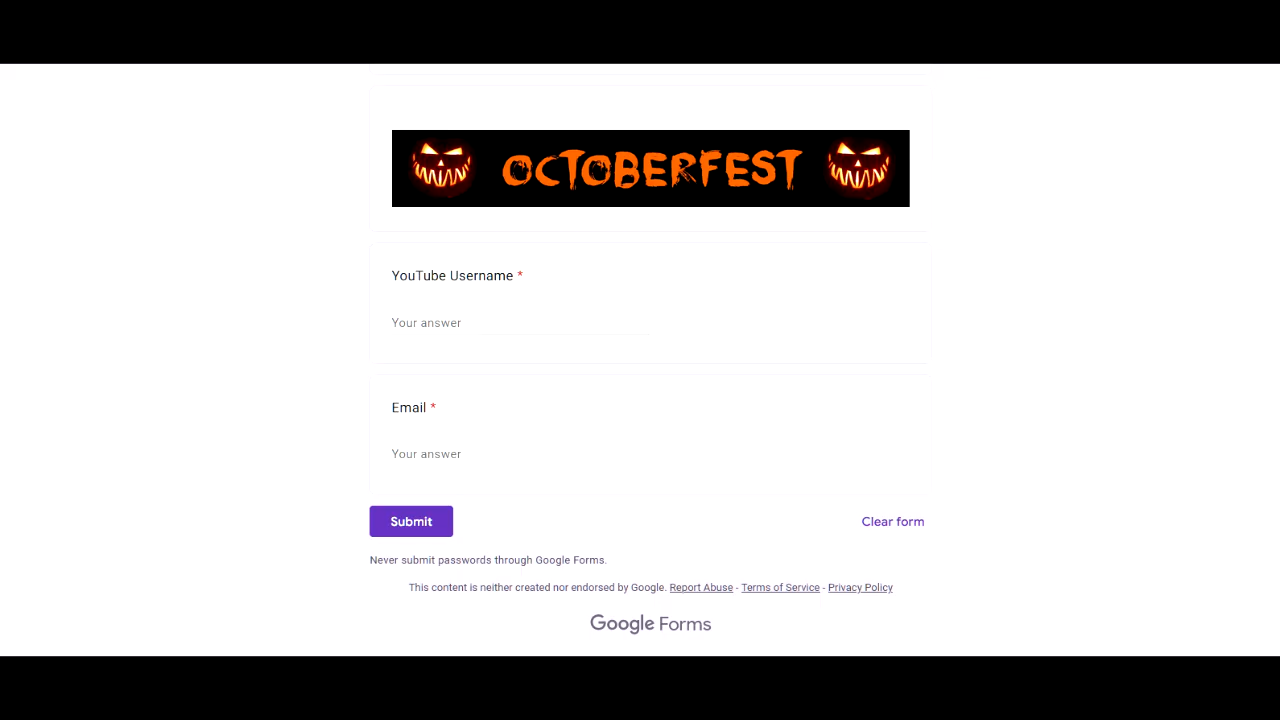 OCTOBERFEST
YouTube Username *
Your answer
Email *
Your answer
Submit
Clear form
Never submit passwords through Google Forms.
This content is neither created nor endorsed by Google. Report Abuse - Terms of Service - Privacy Policy
Google Forms